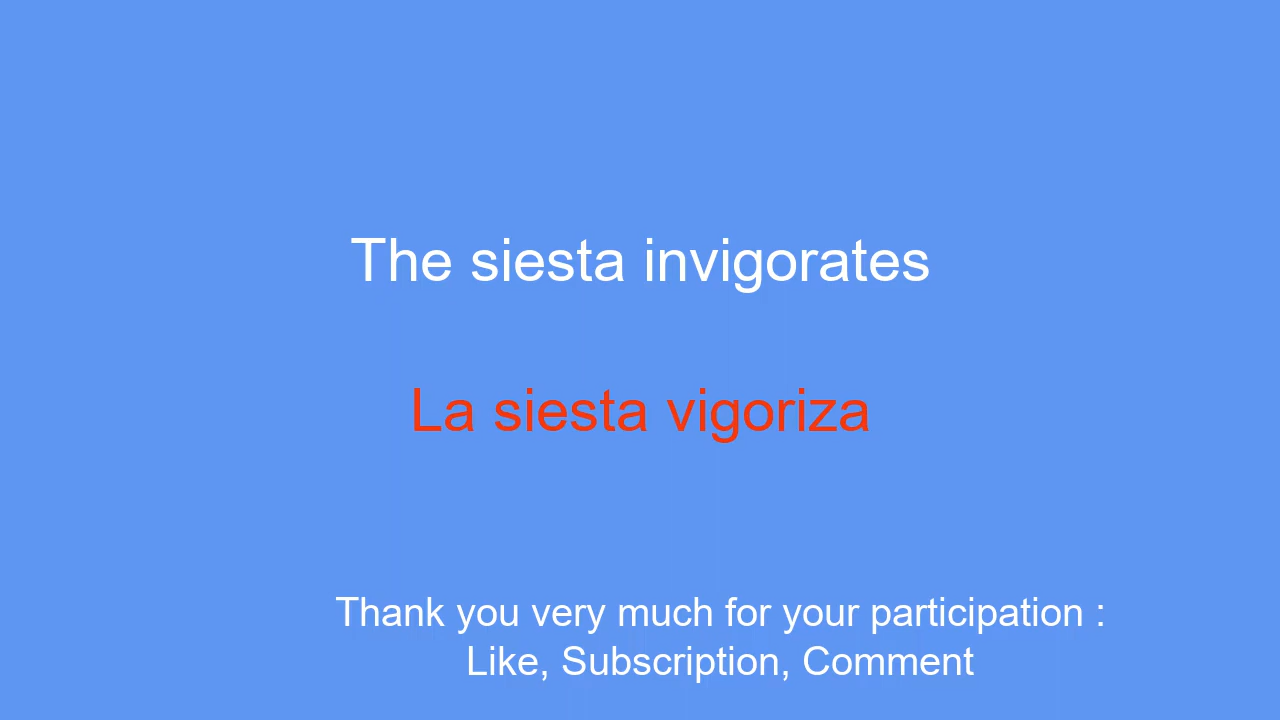 The siesta invigorates
La siesta vigoriza
Thank you very much for your participation :
Like, Subscription, Comment